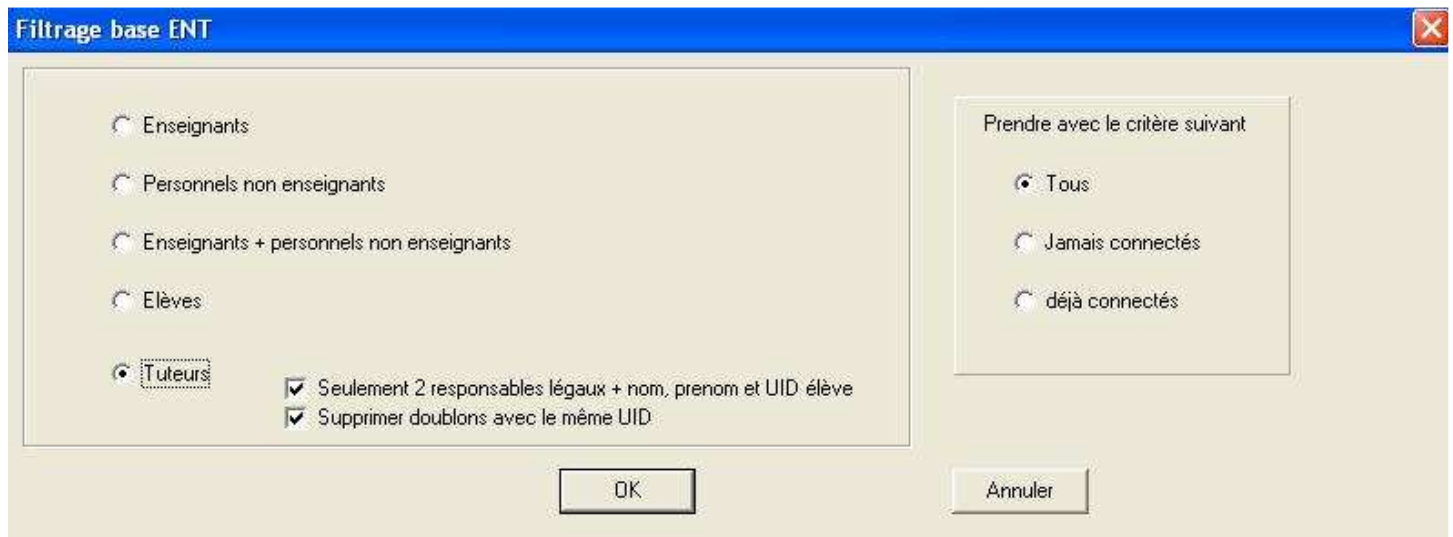 Filtrage base ENT
Enseignants
Personnels non enseignants
Enseignants + personnels non enseignants
Elèves
Tuteurs
Seulement 2 responsables légaux + nom, prenom et UID élève
Supprimer doublons avec le même UID
Prendre avec le critère suivant
Tous
Jamais connectés
déjà connectés
OK
Annuler